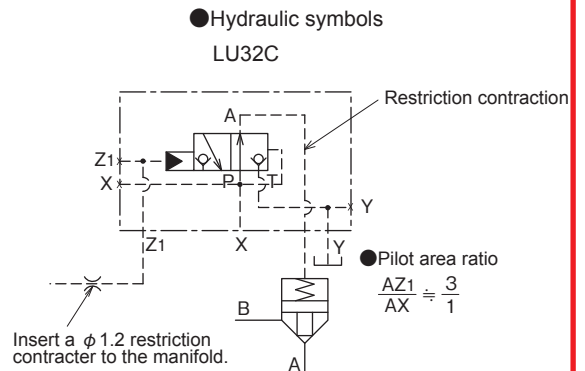 ●Hydraulic symbols
LU32C
Restriction contraction
A
Z1
X
P T
Y
Z1
X
Y
●Pilot area ratio
AZ1/AX ≒ 3/1
B
A
Insert a φ1.2 restriction
contracter to the manifold.